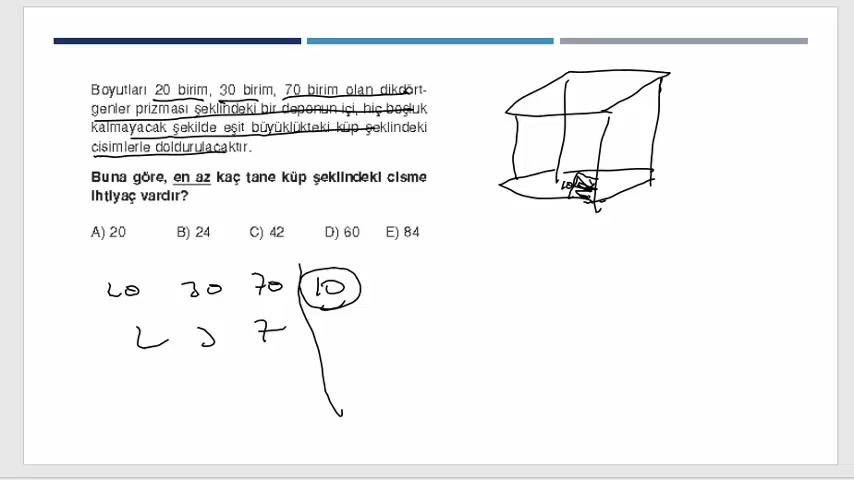 Boyutları 20 birim, 30 birim, 70 birim olan dikdört-
genler prizması şeklindeki bir deponun içi, hiç boşluk
kalmayacak şekilde eşit büyüklükteki küp şeklindeki
cisimlerle doldurulacaktır.
Buna göre, en az kaç tane küp şeklindeki cisme
ihtiyaç vardır?
A) 20 B) 24 C) 42 D) 60 E) 84
20 30 70 10
2 3 7
10